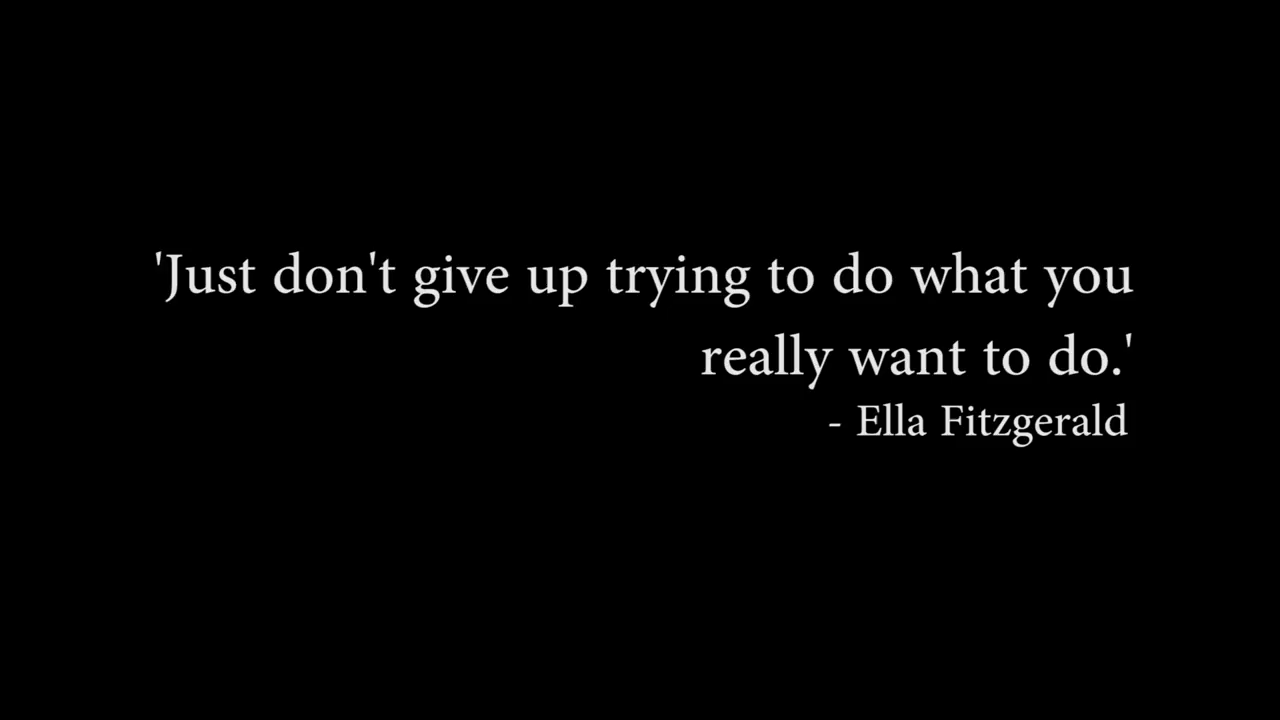 'Just don't give up trying to do what you
really want to do.'
- Ella Fitzgerald